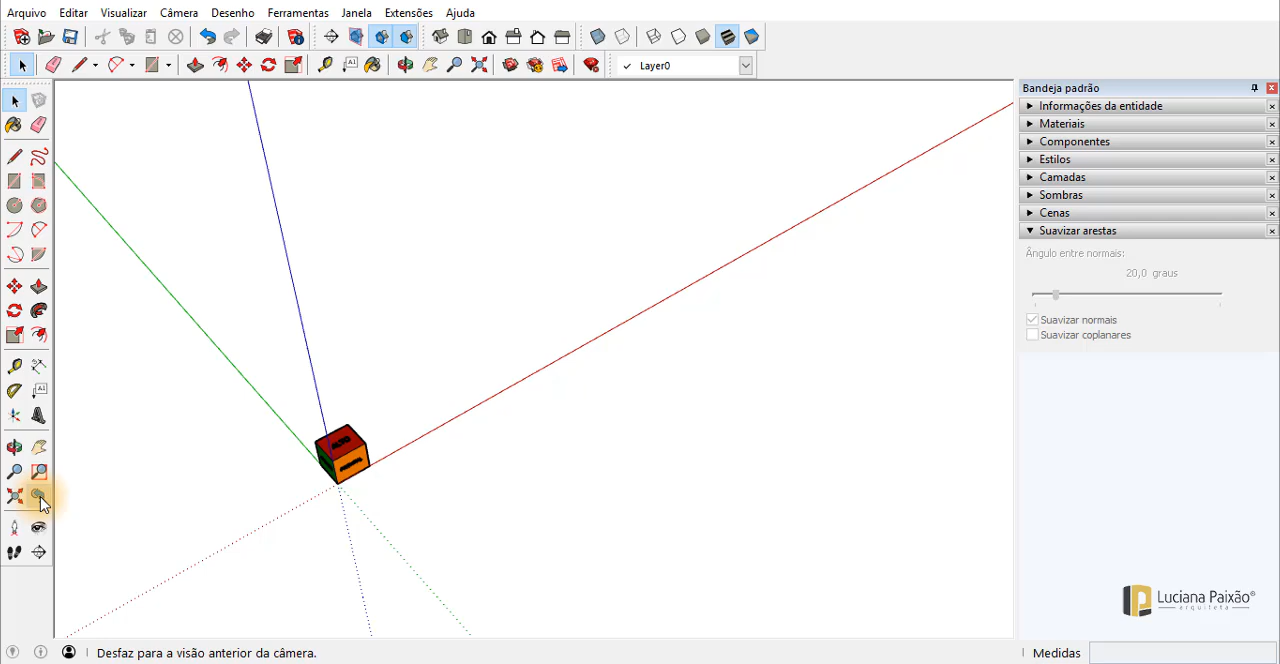 Arquivo Editar Visualizar Câmera Desenho Ferramentas Janela Extensões Ajuda
Layer0
Bandeja padrão
Informações da entidade
Materiais
Componentes
Estilos
Camadas
Sombras
Cenas
Suavizar arestas
Ângulo entre normais:
20,0 graus
Suavizar normais
Suavizar coplanares
ALTO
Luciana Paixão®
arquiteta
Desfaz para a visão anterior da câmera.
Medidas